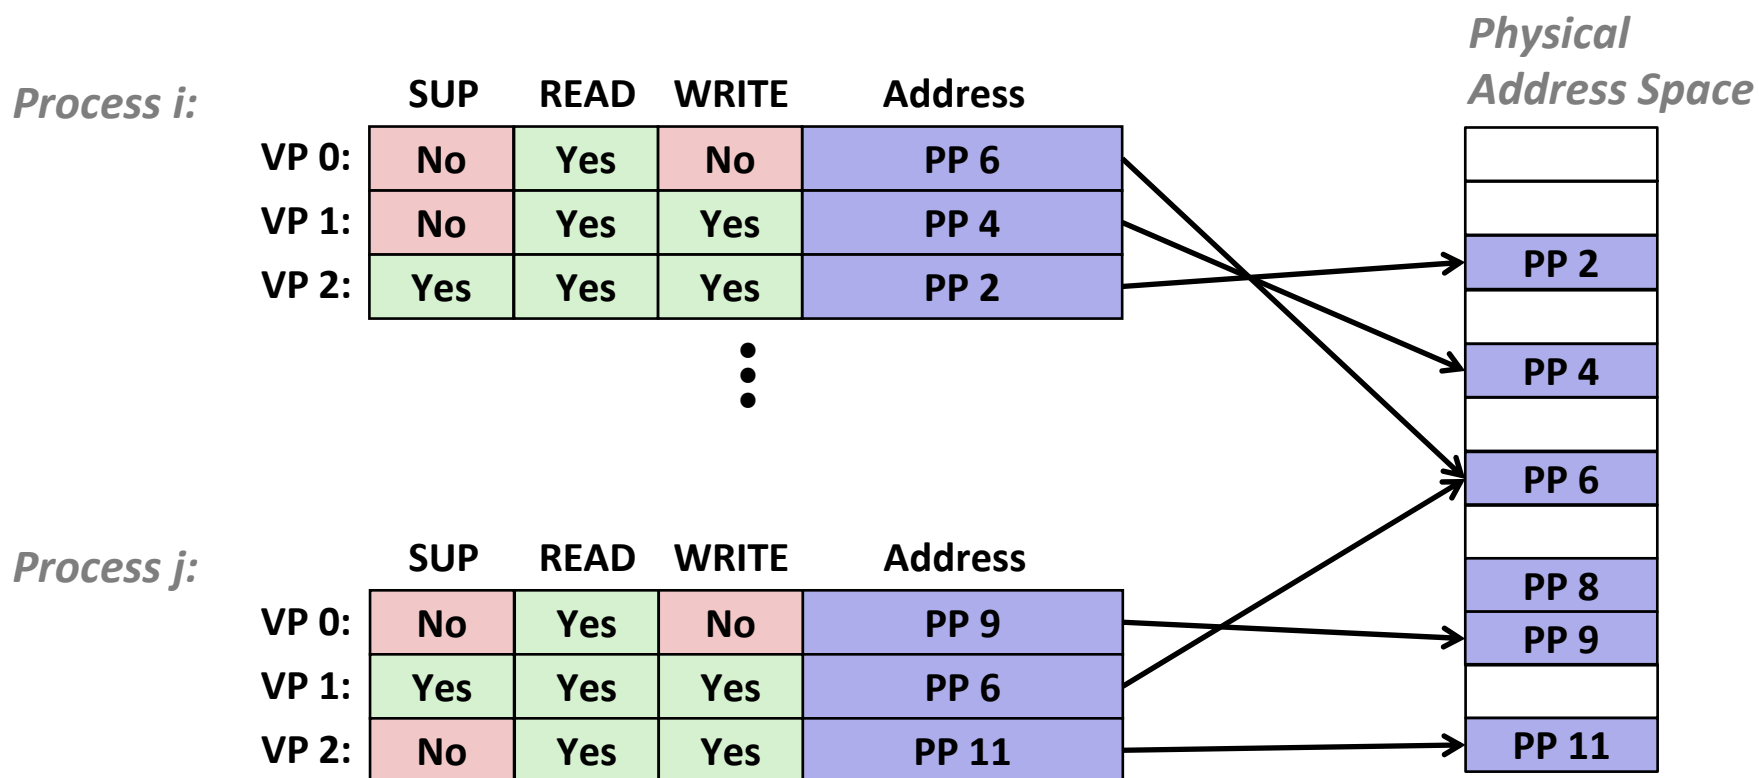 Physical
Address Space
Process i:
SUP READ WRITE Address
VP 0: No Yes No PP 6
VP 1: No Yes Yes PP 4
VP 2: Yes Yes Yes PP 2
PP 2
PP 4
PP 6
PP 8
PP 9
PP 11
Process j:
SUP READ WRITE Address
VP 0: No Yes No PP 9
VP 1: Yes Yes Yes PP 6
VP 2: No Yes Yes PP 11